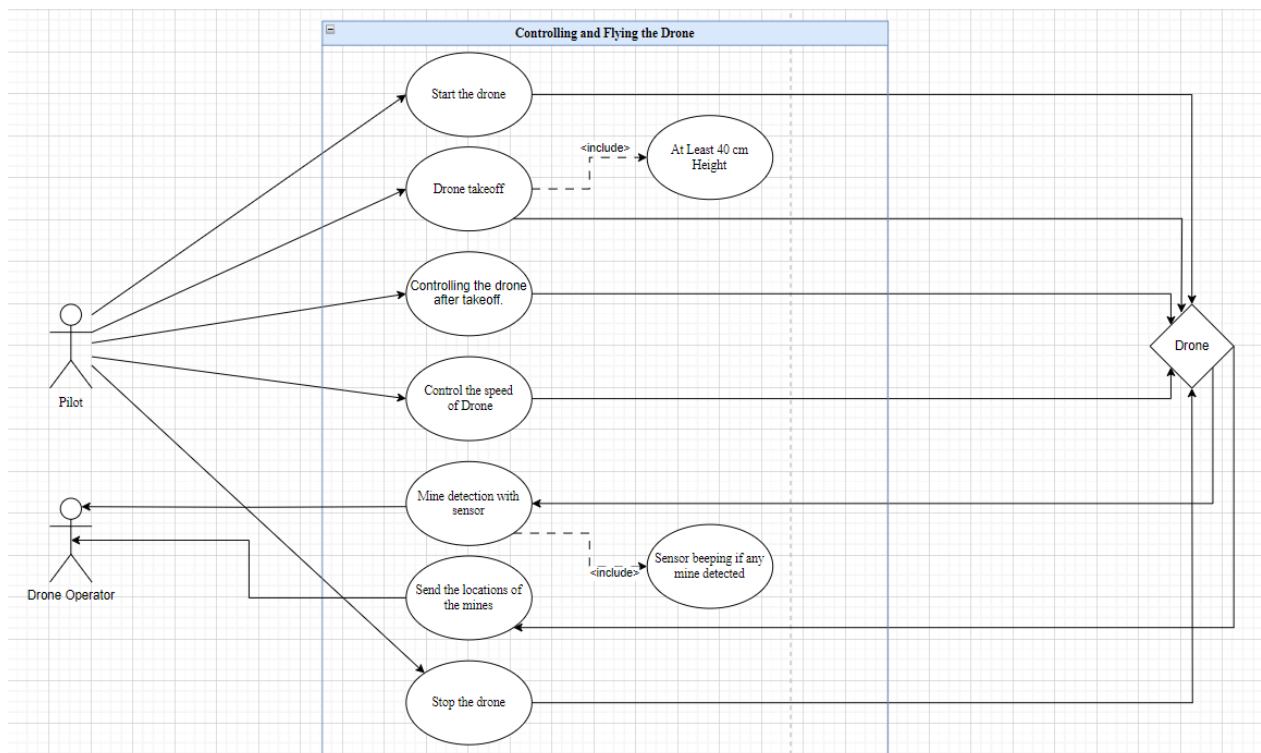 Controlling and Flying the Drone
Start the drone
<include>
At Least 40 cm
Height
Drone takeoff
Controlling the drone
after takeoff.
Drone
Control the speed
of Drone
Pilot
Mine detection with
sensor
Sensor beeping if any
mine detected
<include>
Drone Operator
Send the locations of
the mines
Stop the drone